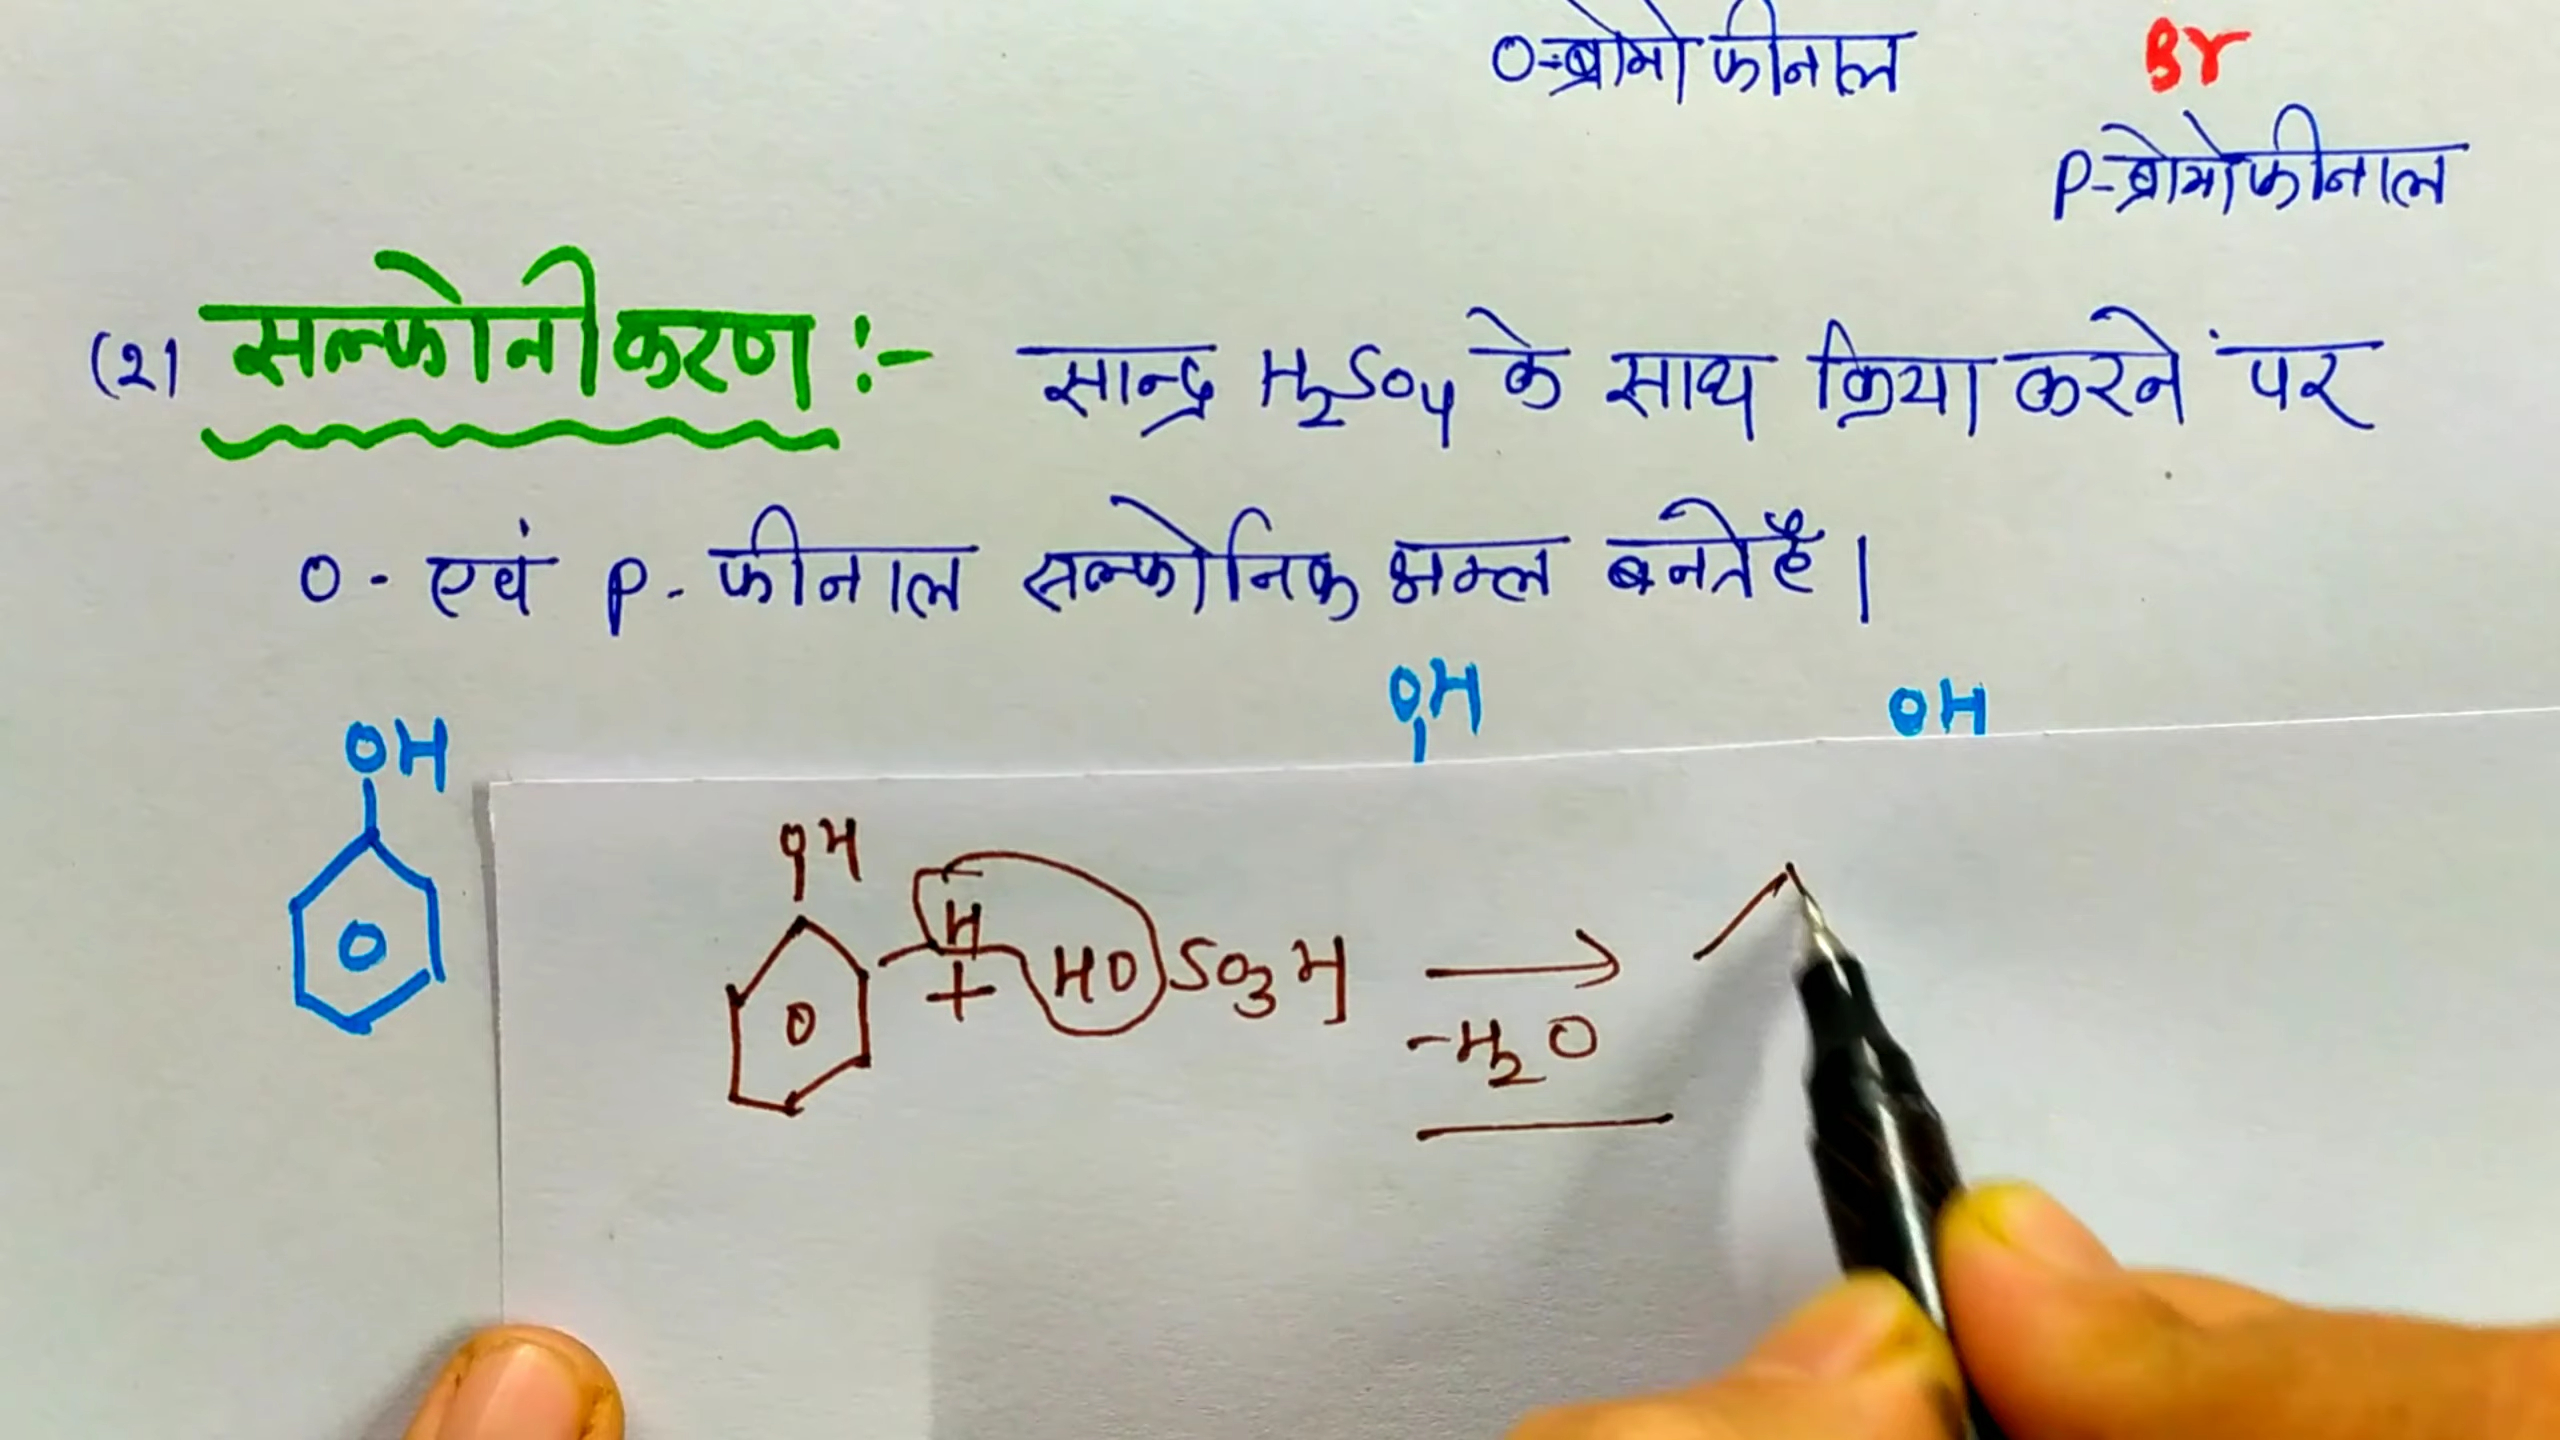 O-ब्रोमो फीनाल
Br
P-ब्रोमोफीनाल
(2) सल्फोनीकरण :- सान्द्र H2SO4 के साथ क्रिया करने पर
O- एवं P- फीनाल सल्फोनिक अम्ल बनते है।
OH OH
OH
O
OH
H
O + HO SO3H →
-H2O